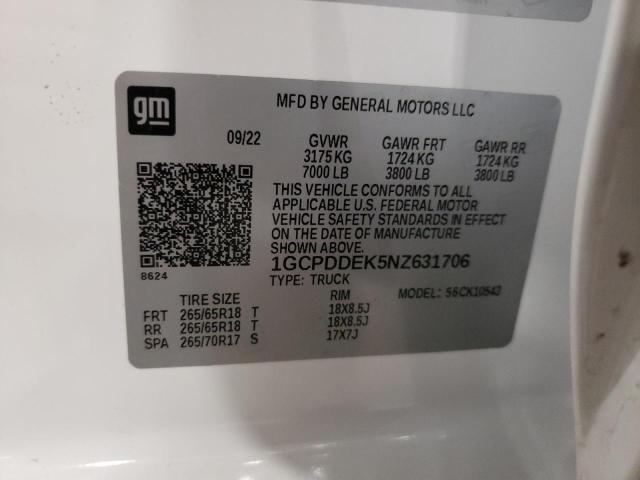 gm
MFD BY GENERAL MOTORS LLC
09/22 GVWR GAWR FRT GAWR RR
3175 KG 1724 KG 1724 KG
7000 LB 3800 LB 3800 LB
THIS VEHICLE CONFORMS TO ALL
APPLICABLE U.S. FEDERAL MOTOR
VEHICLE SAFETY STANDARDS IN EFFECT
ON THE DATE OF MANUFACTURE
SHOWN ABOVE.
8624
1GCPDDEK5NZ631706
TYPE: TRUCK MODEL: 56CK10543
TIRE SIZE RIM
FRT 265/65R18 T 18X8.5J
RR 265/65R18 T 18X8.5J
SPA 265/70R17 S 17X7J